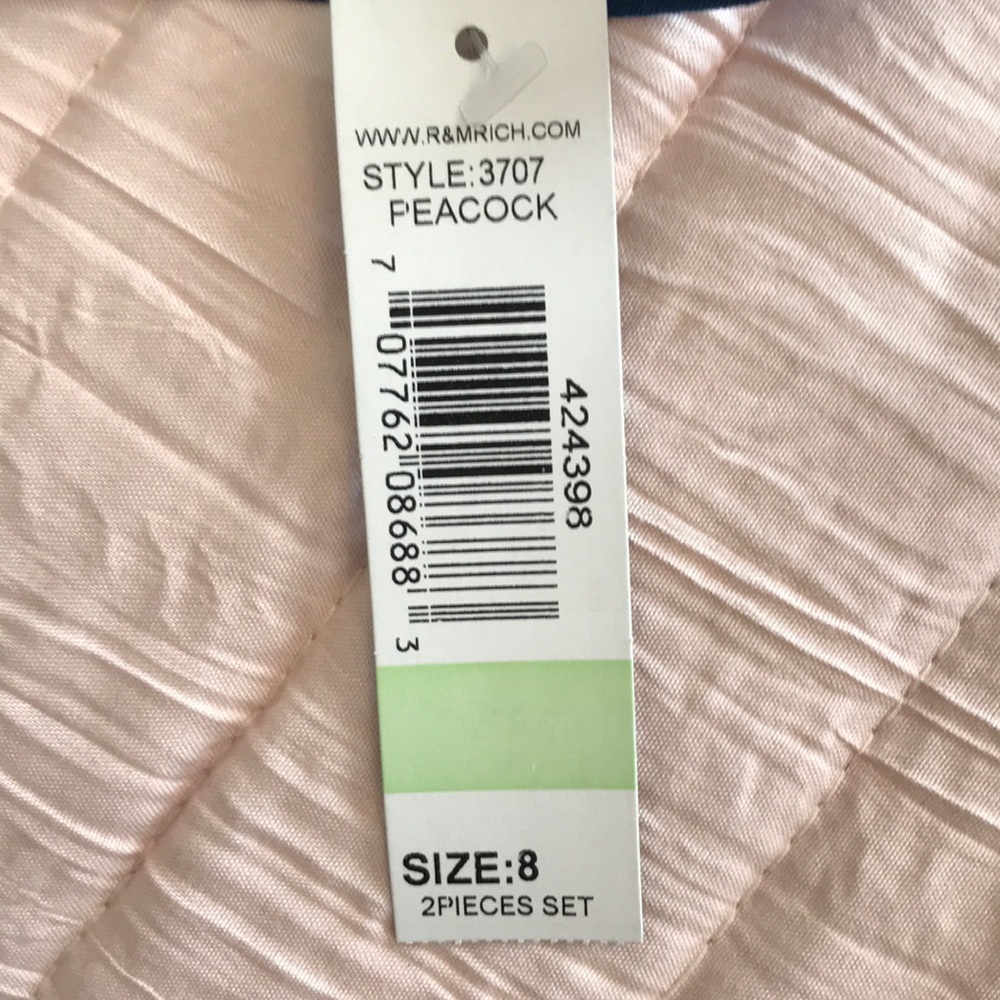 WWW.R&MRICH.COM
STYLE:3707
PEACOCK
7 07762 08688 3
424398
SIZE:8
2PIECES SET